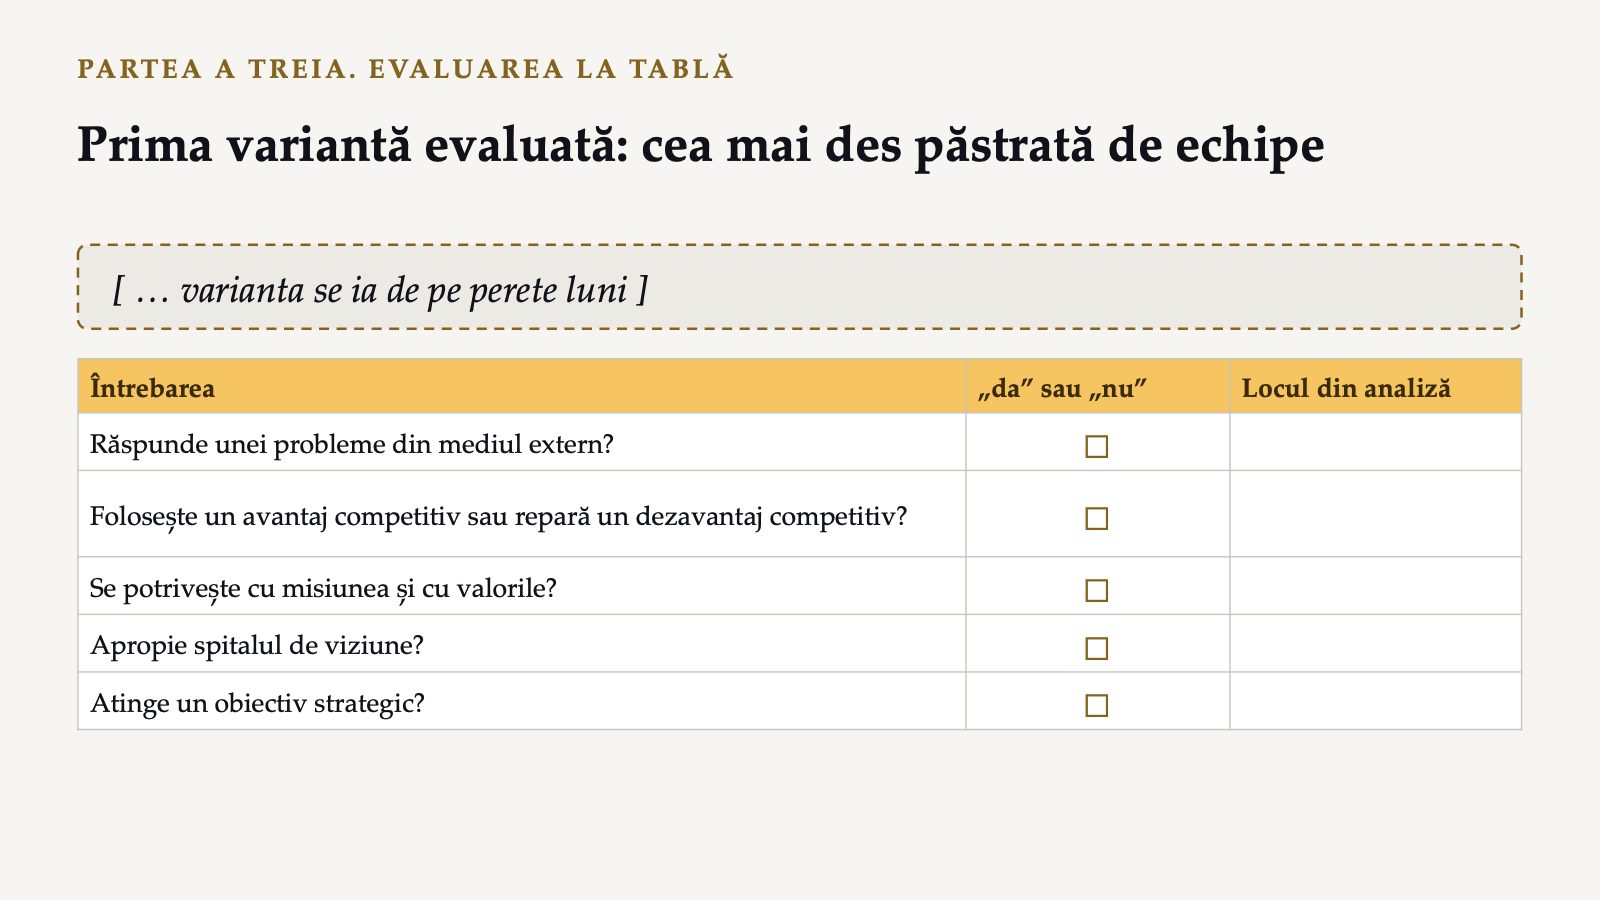 PARTEA A TREIA. EVALUAREA LA TABLĂ
Prima variantă evaluată: cea mai des păstrată de echipe
[ … varianta se ia de pe perete luni ]
Întrebarea „da” sau „nu” Locul din analiză
Răspunde unei probleme din mediul extern? ☐
Folosește un avantaj competitiv sau repară un dezavantaj competitiv? ☐
Se potrivește cu misiunea și cu valorile? ☐
Apropie spitalul de viziune? ☐
Atinge un obiectiv strategic? ☐